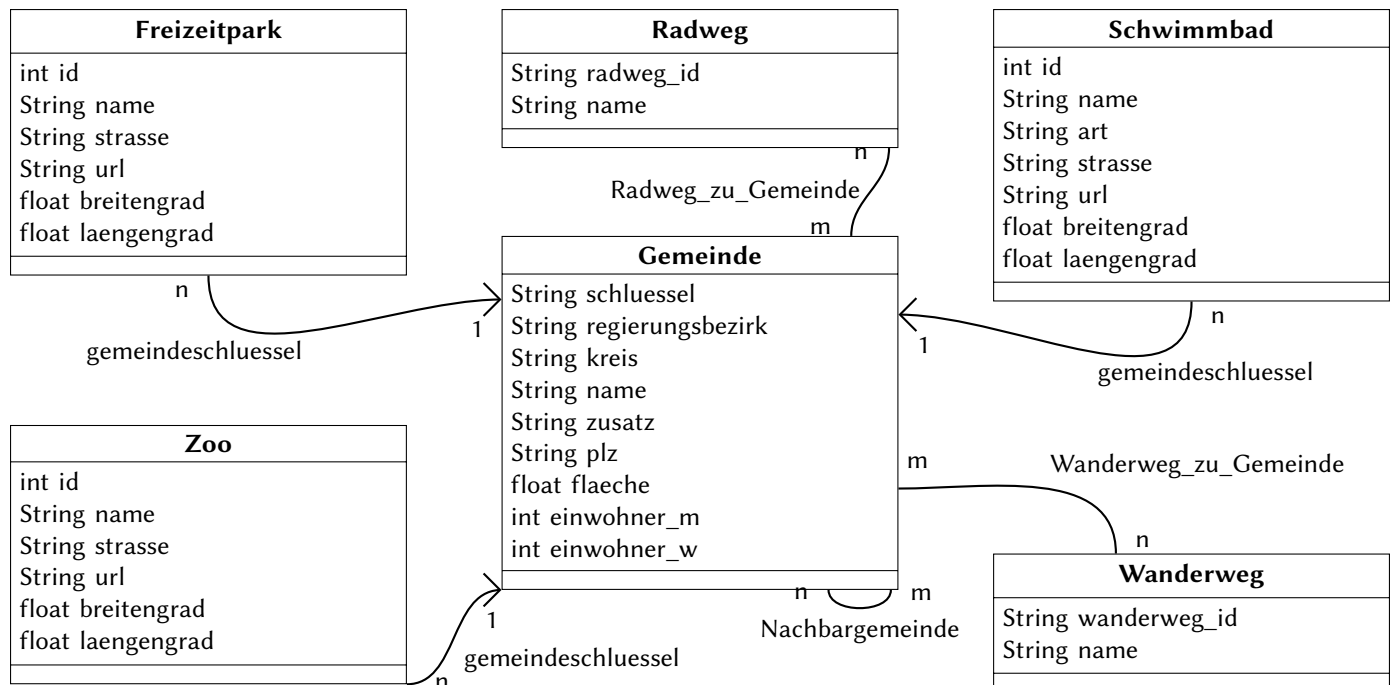 Freizeitpark
int id
String name
String strasse
String url
float breitengrad
float laengengrad
n
gemeindeschluessel
1
Radweg
String radweg_id
String name
n
Radweg_zu_Gemeinde
m
Schwimmbad
int id
String name
String art
String strasse
String url
float breitengrad
float laengengrad
n
1
gemeindeschluessel
Gemeinde
String schluessel
String regierungsbezirk
String kreis
String name
String zusatz
String plz
float flaeche
int einwohner_m
int einwohner_w
n
m
Nachbargemeinde
Zoo
int id
String name
String strasse
String url
float breitengrad
float laengengrad
n
1
gemeindeschluessel
m
Wanderweg_zu_Gemeinde
n
Wanderweg
String wanderweg_id
String name